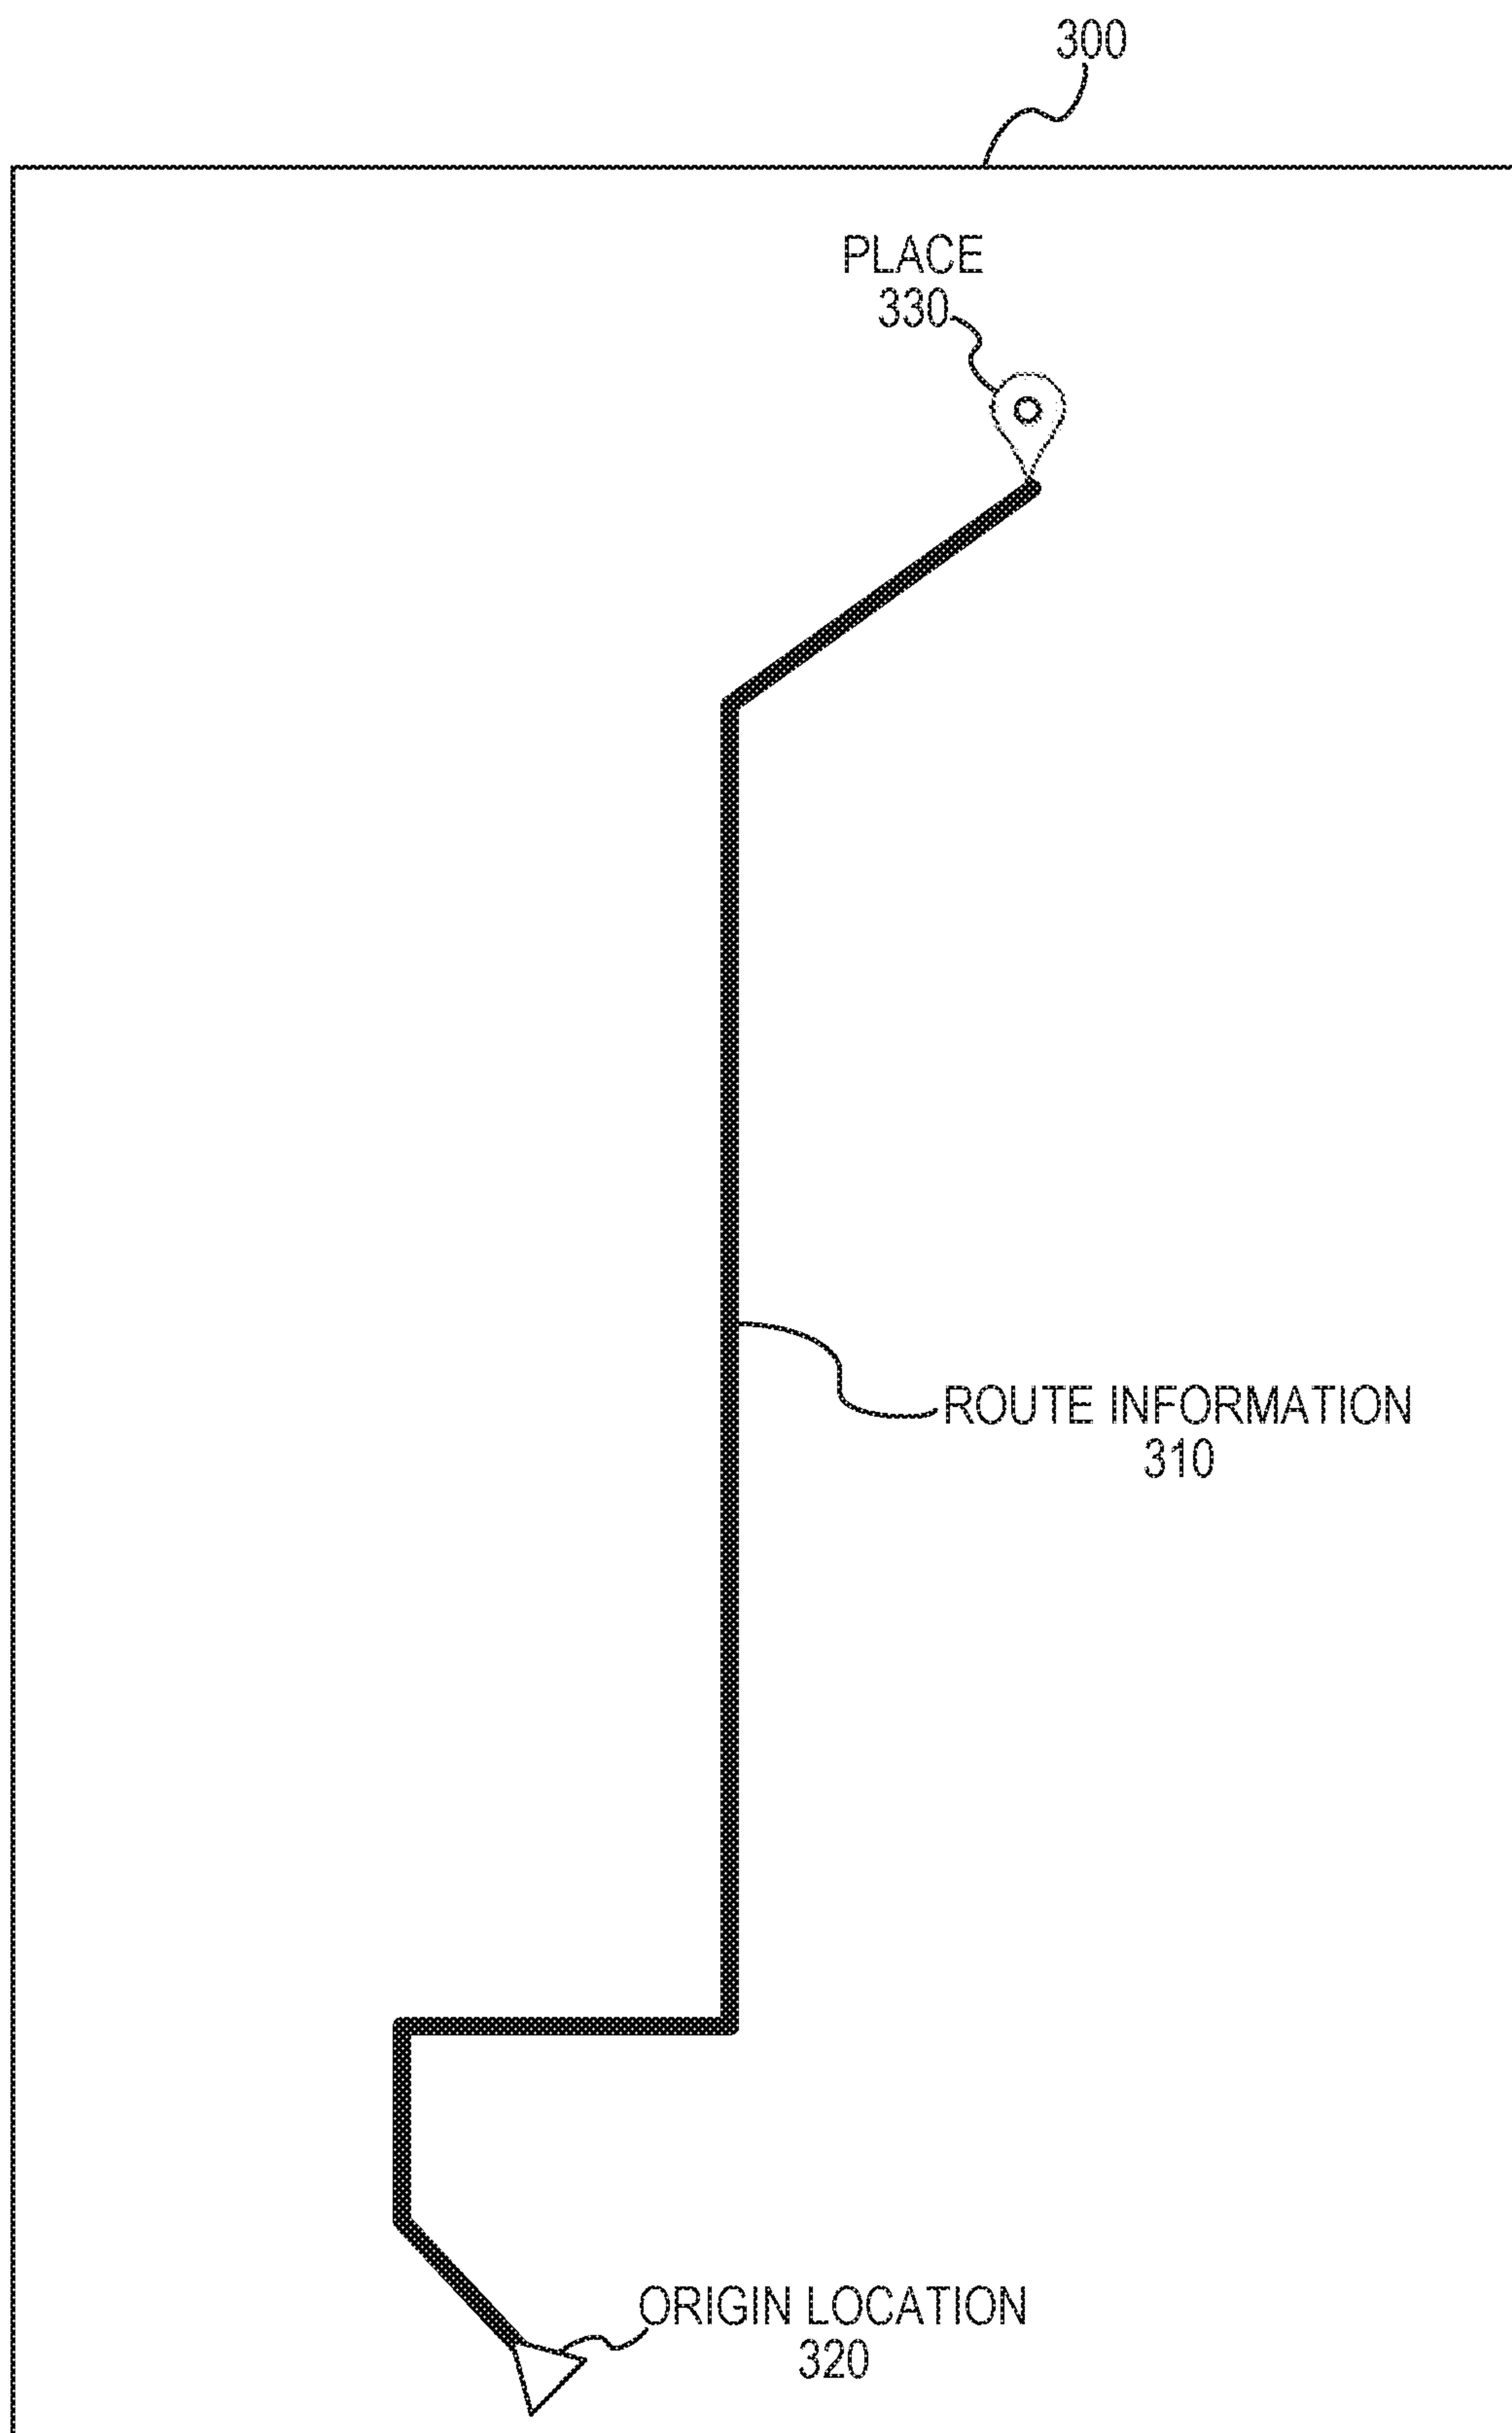 300
PLACE
330
ROUTE INFORMATION
310
ORIGIN LOCATION
320